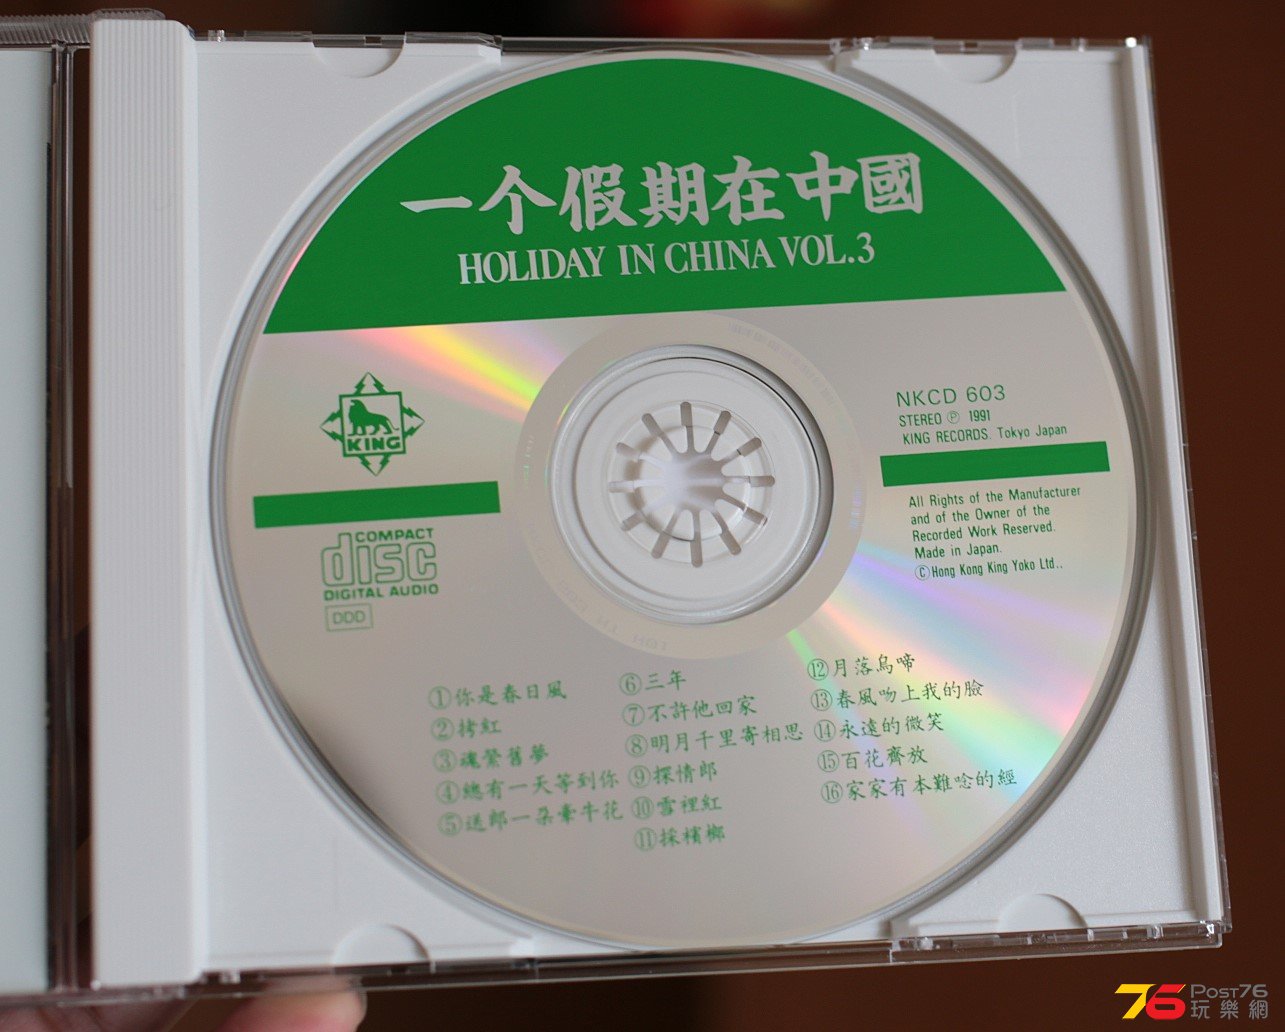 一个假期在中國
HOLIDAY IN CHINA VOL.3
KING
COMPACT
disc
DIGITAL AUDIO
DDD
NKCD 603
STEREO Ⓟ 1991
KING RECORDS. Tokyo Japan
All Rights of the Manufacturer
and of the Owner of the
Recorded Work Reserved.
Made in Japan.
ⒸHong Kong King Yoko Ltd..
①你是春日風
②拷紅
③魂縈舊夢
④總有一天等到你
⑤送郎一朵牽牛花
⑥三年
⑦不許他回家
⑧明月千里寄相思
⑨探情郎
⑩雪裡紅
⑪採檳榔
⑫月落烏啼
⑬春風吻上我的臉
⑭永遠的微笑
⑮百花齊放
⑯家家有本難唸的經
76 POST76
玩樂網